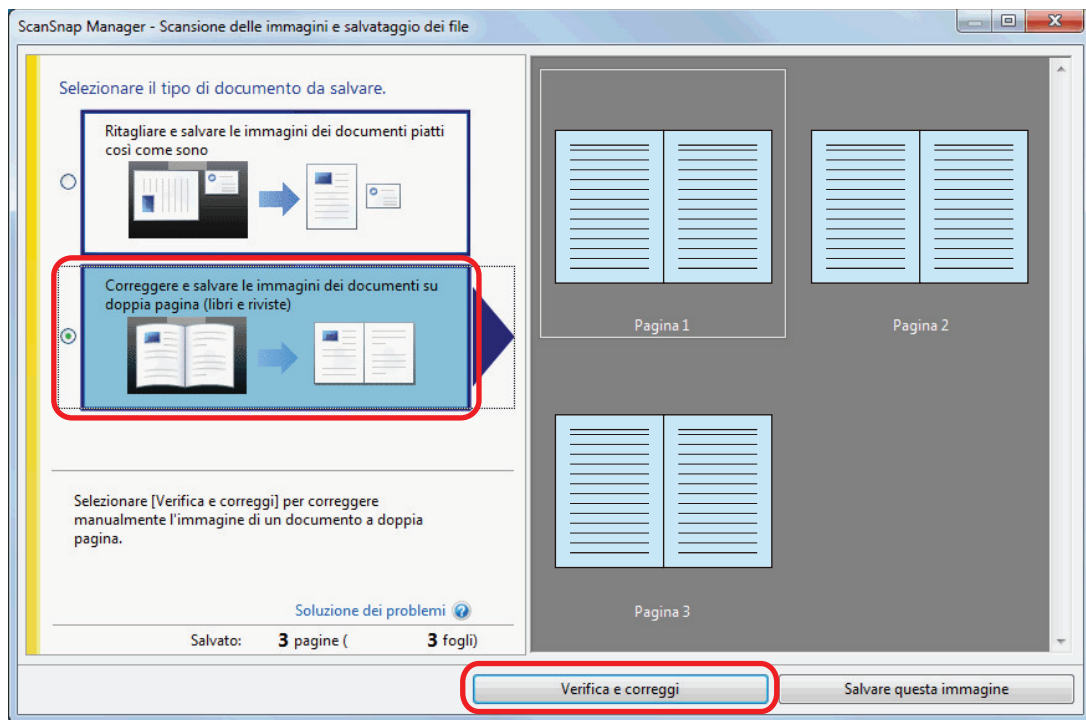 ScanSnap Manager - Scansione delle immagini e salvataggio dei file
Selezionare il tipo di documento da salvare.
Ritagliare e salvare le immagini dei documenti piatti
così come sono
Correggere e salvare le immagini dei documenti su
doppia pagina (libri e riviste)
Selezionare [Verifica e correggi] per correggere
manualmente l'immagine di un documento a doppia
pagina.
Soluzione dei problemi
Salvato: 3 pagine ( 3 fogli)
Pagina 1
Pagina 2
Pagina 3
Verifica e correggi
Salvare questa immagine